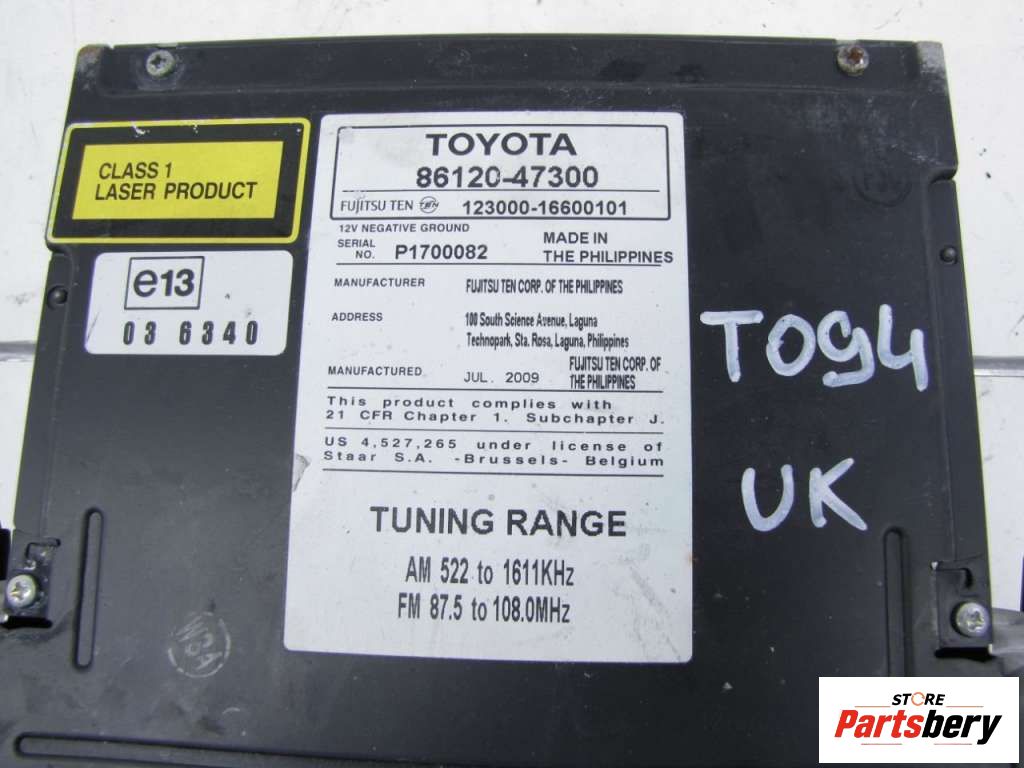 CLASS 1
LASER PRODUCT
e13
03 6340
TOYOTA
86120-47300
FUJITSU TEN TEN 123000-16600101
12V NEGATIVE GROUND
SERIAL NO. P1700082
MADE IN
THE PHILIPPINES
MANUFACTURER FUJITSU TEN CORP. OF THE PHILIPPINES
ADDRESS 100 South Science Avenue, Laguna
Technopark, Sta. Rosa, Laguna, Philippines
MANUFACTURED JUL. 2009 FUJITSU TEN CORP. OF
THE PHILIPPINES
This product complies with
21 CFR Chapter 1. Subchapter J.
US 4,527,265 under license of
Staar S.A. -Brussels- Belgium
TUNING RANGE
AM 522 to 1611KHz
FM 87.5 to 108.0MHz
TO94
UK
WBA
STORE
Partsbery